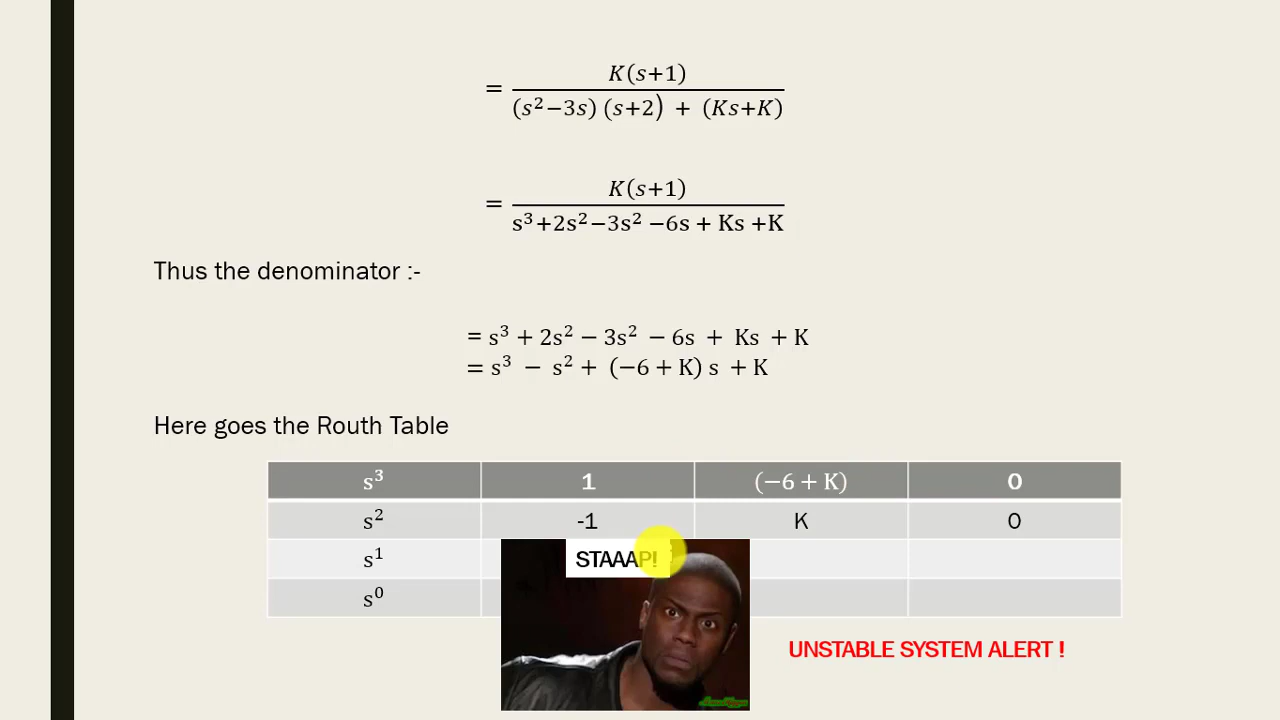 = K(s+1) / (s²−3s) (s+2) + (Ks+K)
= K(s+1) / s³+2s²−3s² −6s + Ks +K
Thus the denominator :-
= s³ + 2s² − 3s² − 6s + Ks + K
= s³ − s² + (−6 + K) s + K
Here goes the Routh Table
s³ 1 (−6 + K) 0
s² -1 K 0
s¹
STAAAP!
s⁰
UNSTABLE SYSTEM ALERT !